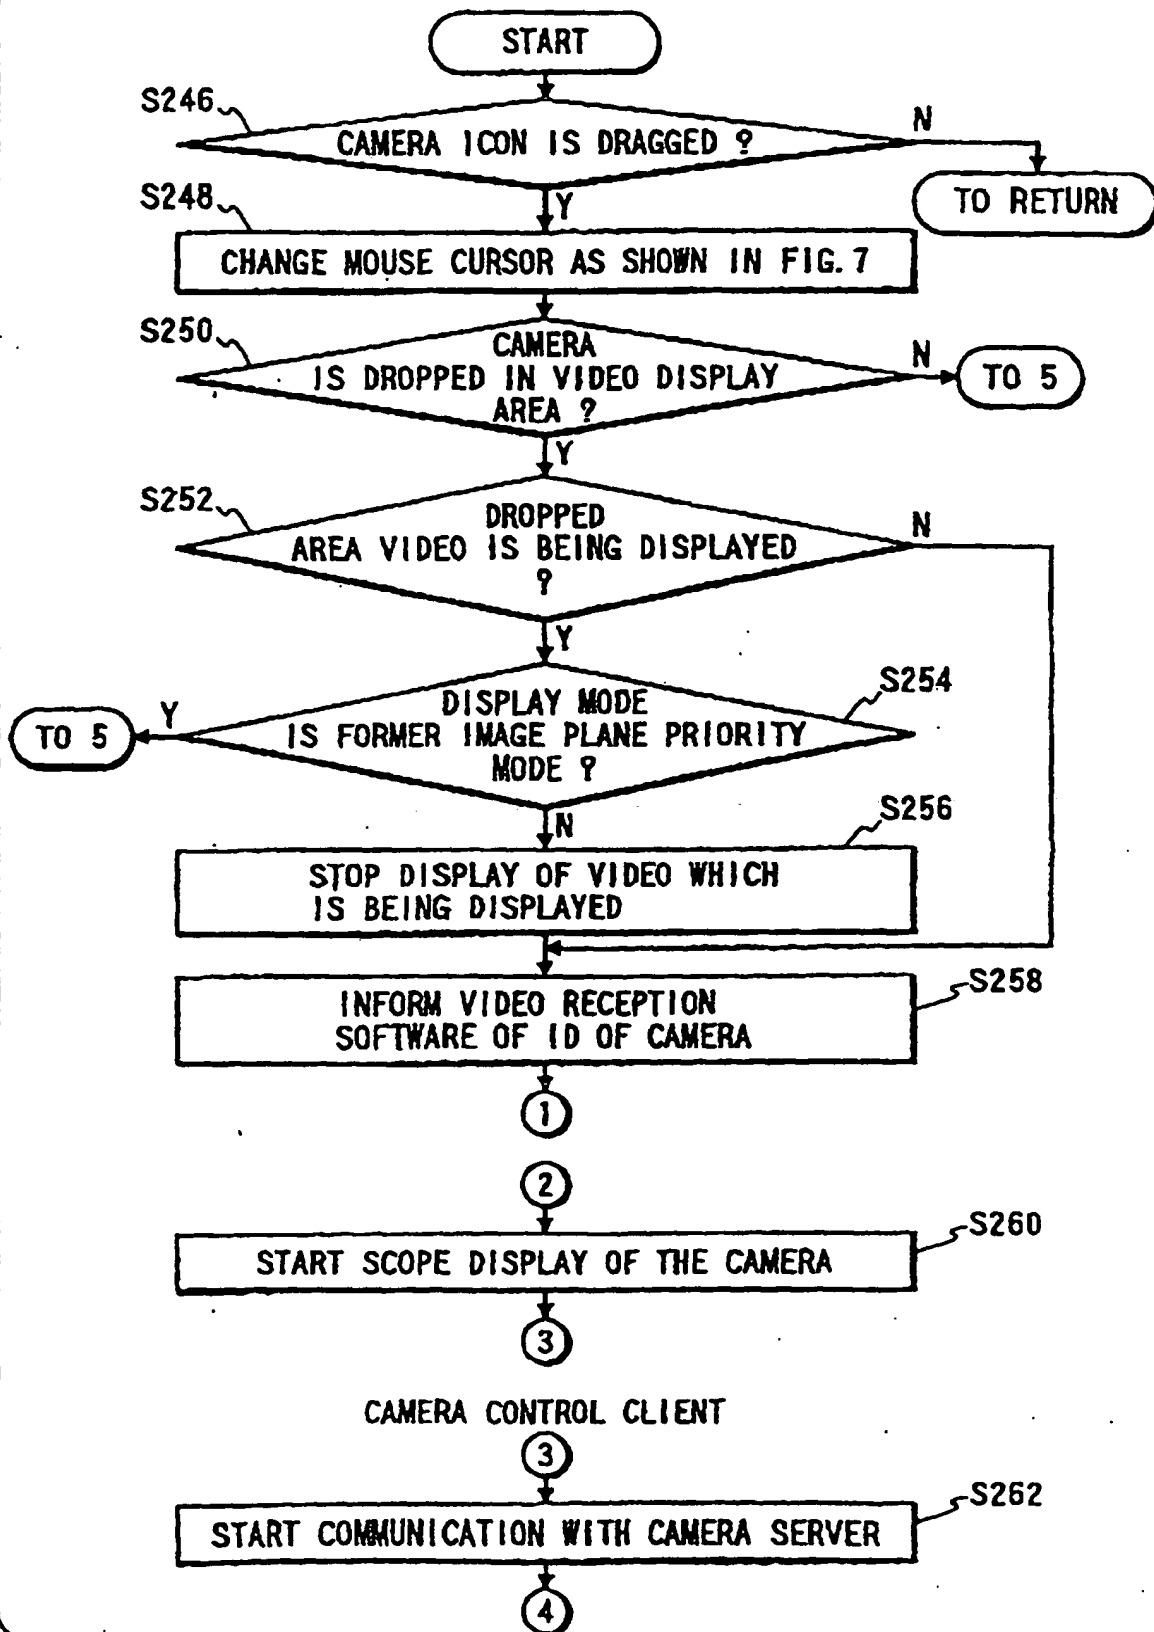 START
S246
CAMERA ICON IS DRAGGED ?
N
TO RETURN
Y
S248
CHANGE MOUSE CURSOR AS SHOWN IN FIG. 7
S250
CAMERA
IS DROPPED IN VIDEO DISPLAY
AREA ?
N
TO 5
Y
S252
DROPPED
AREA VIDEO IS BEING DISPLAYED
?
N
Y
S254
DISPLAY MODE
IS FORMER IMAGE PLANE PRIORITY
MODE ?
Y
TO 5
N
S256
STOP DISPLAY OF VIDEO WHICH
IS BEING DISPLAYED
S258
INFORM VIDEO RECEPTION
SOFTWARE OF ID OF CAMERA
1
2
S260
START SCOPE DISPLAY OF THE CAMERA
3
CAMERA CONTROL CLIENT
3
S262
START COMMUNICATION WITH CAMERA SERVER
4